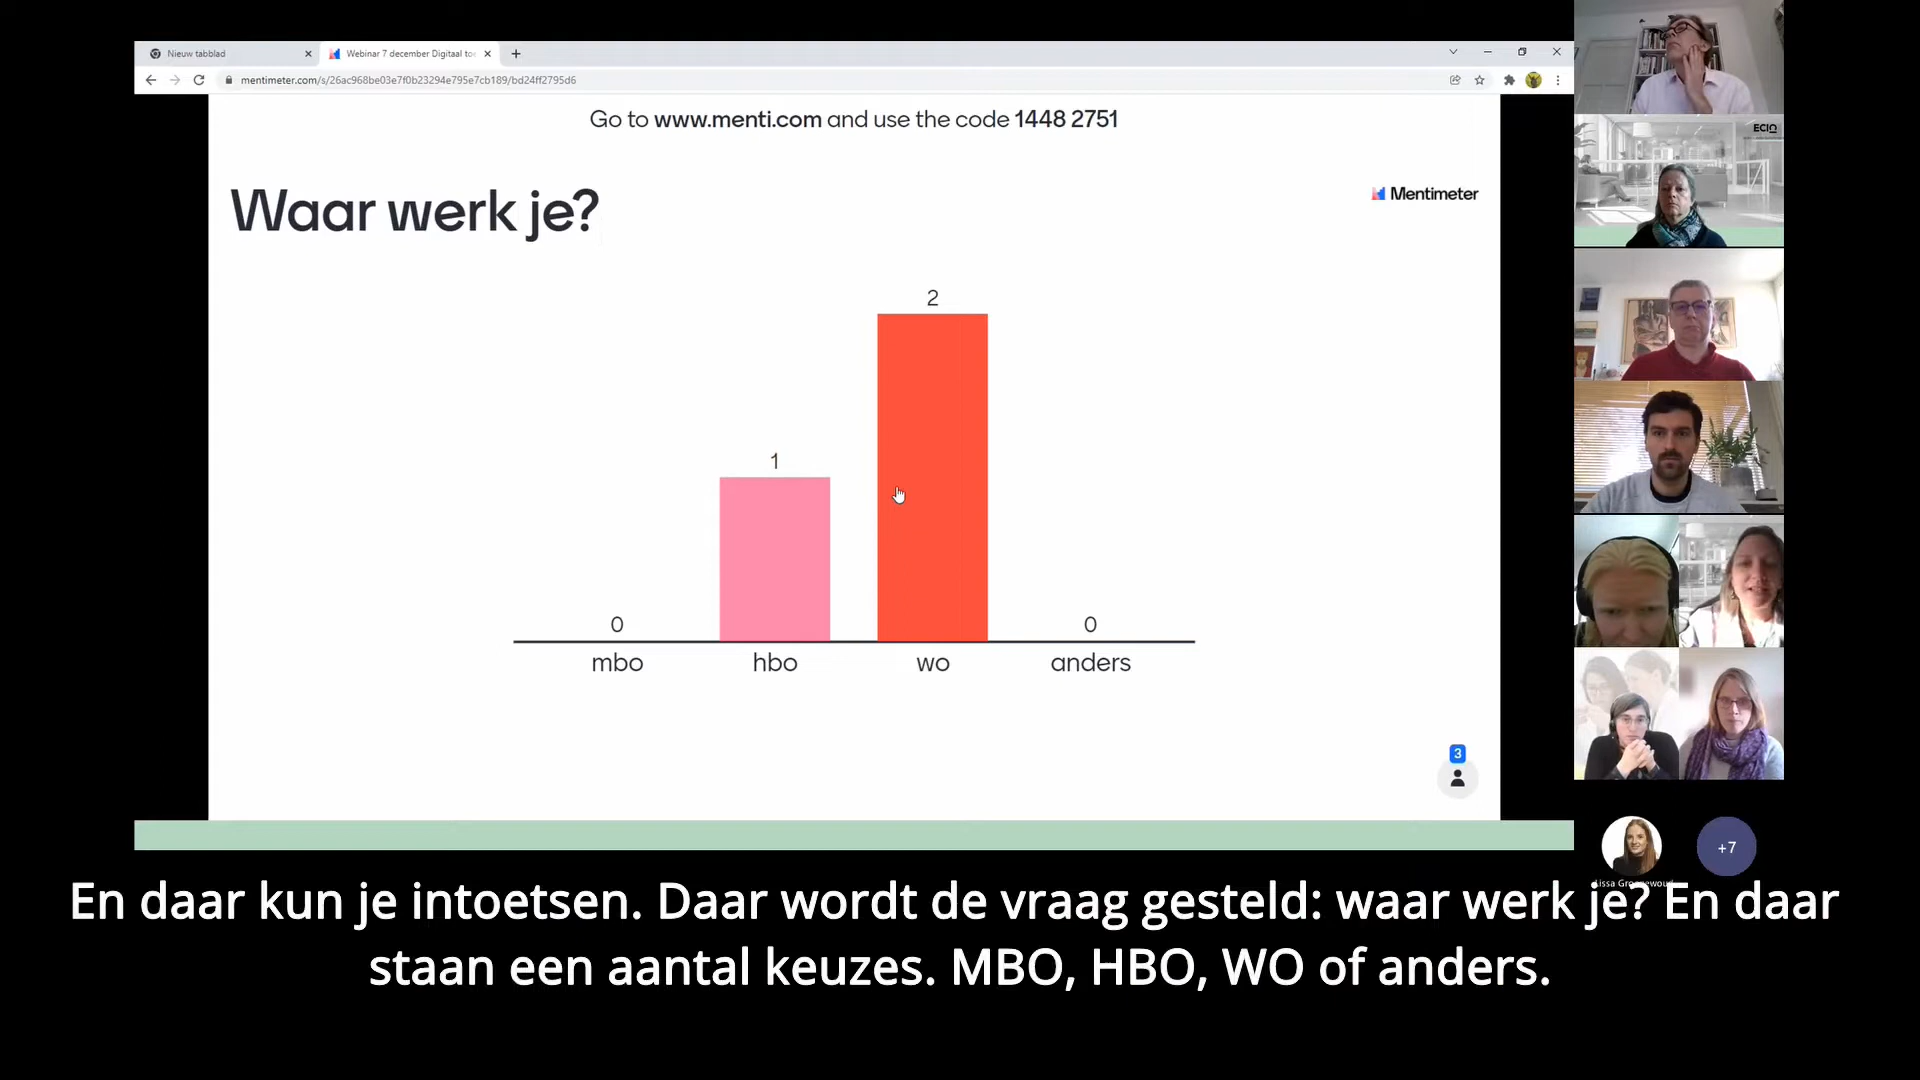 Nieuw tabblad
Webinar 7 december Digitaal toe
mentimeter.com/s/26ac968be03e7f0b23294e795e7cb189/bd24ff2795d6
Go to www.menti.com and use the code 1448 2751
Waar werk je?
Mentimeter
2
1
0
0
mbo
hbo
wo
anders
3
ECIO
+7
Lissa
En daar kun je intoetsen. Daar wordt de vraag gesteld: waar werk je? En daar
staan een aantal keuzes. MBO, HBO, WO of anders.